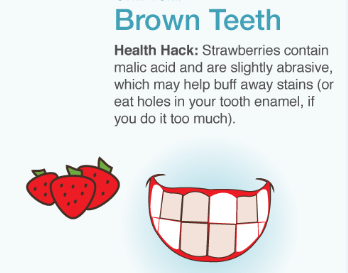 Brown Teeth
Health Hack: Strawberries contain
malic acid and are slightly abrasive,
which may help buff away stains (or
eat holes in your tooth enamel, if
you do it too much).